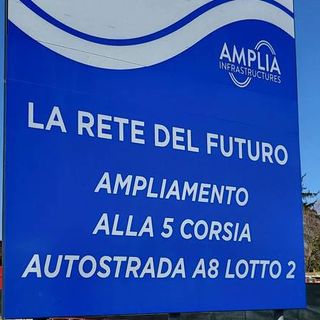 AMPLIA
INFRASTRUCTURES
LA RETE DEL FUTURO
AMPLIAMENTO
ALLA 5 CORSIA
AUTOSTRADA A8 LOTTO 2